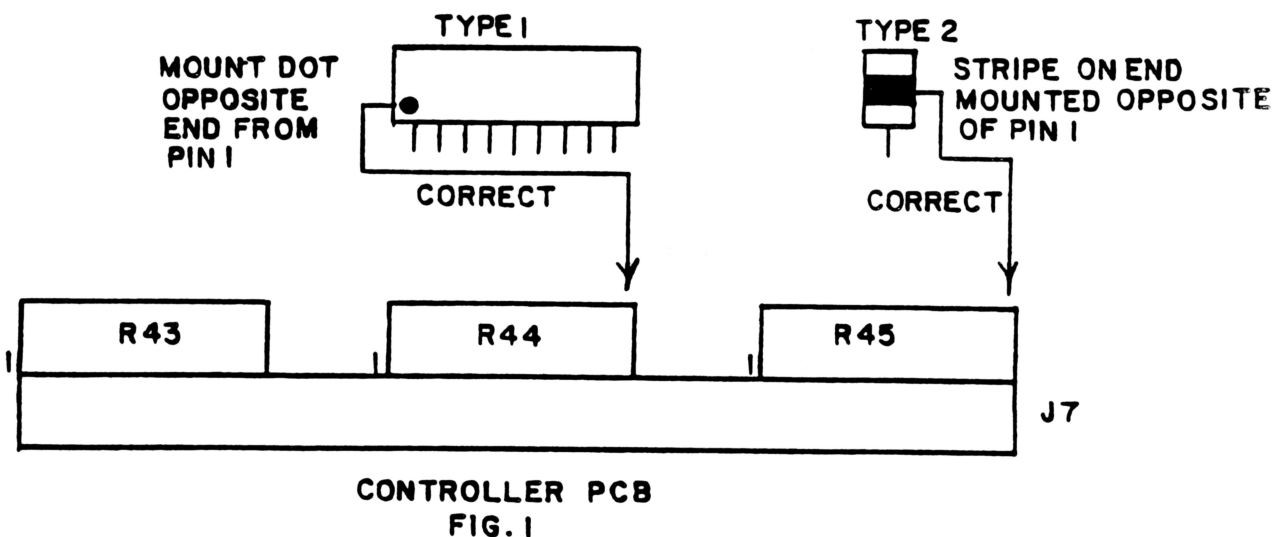 TYPE 1
MOUNT DOT
OPPOSITE
END FROM
PIN 1
CORRECT
TYPE 2
STRIPE ON END
MOUNTED OPPOSITE
OF PIN 1
CORRECT
1
R43
1
R44
1
R45
J7
CONTROLLER PCB
FIG. 1